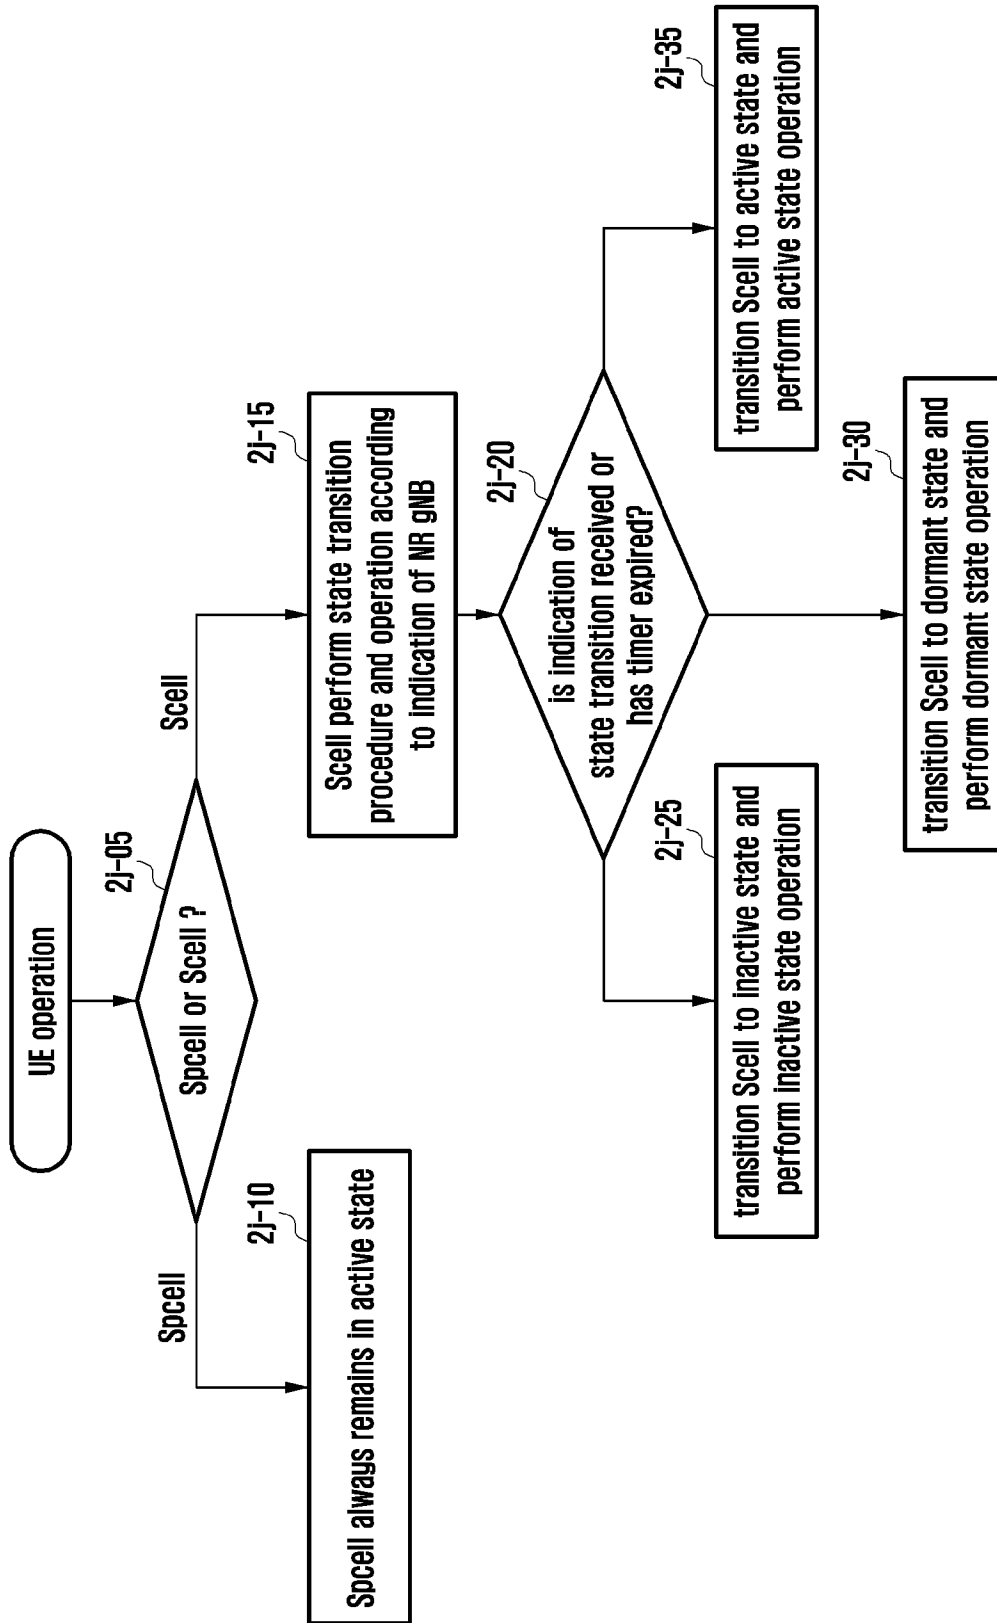 UE operation
2j-05
Spcell or Scell ?
Spcell
Scell
2j-10
Spcell always remains in active state
2j-15
Scell perform state transition
procedure and operation according
to indication of NR gNB
2j-20
is indication of
state transition received or
has timer expired?
2j-25
transition Scell to inactive state and
perform inactive state operation
2j-35
transition Scell to active state and
perform active state operation
2j-30
transition Scell to dormant state and
perform dormant state operation